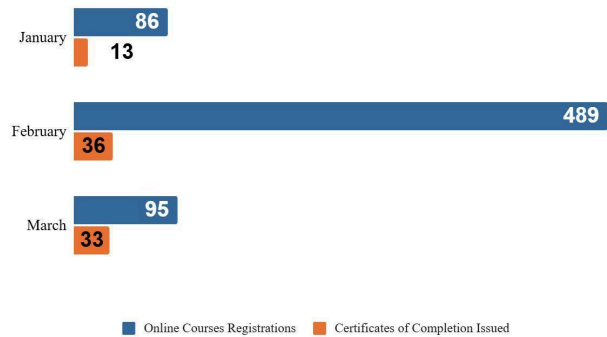 86
January
13
489
February
36
95
March
33
Online Courses Registrations Certificates of Completion Issued